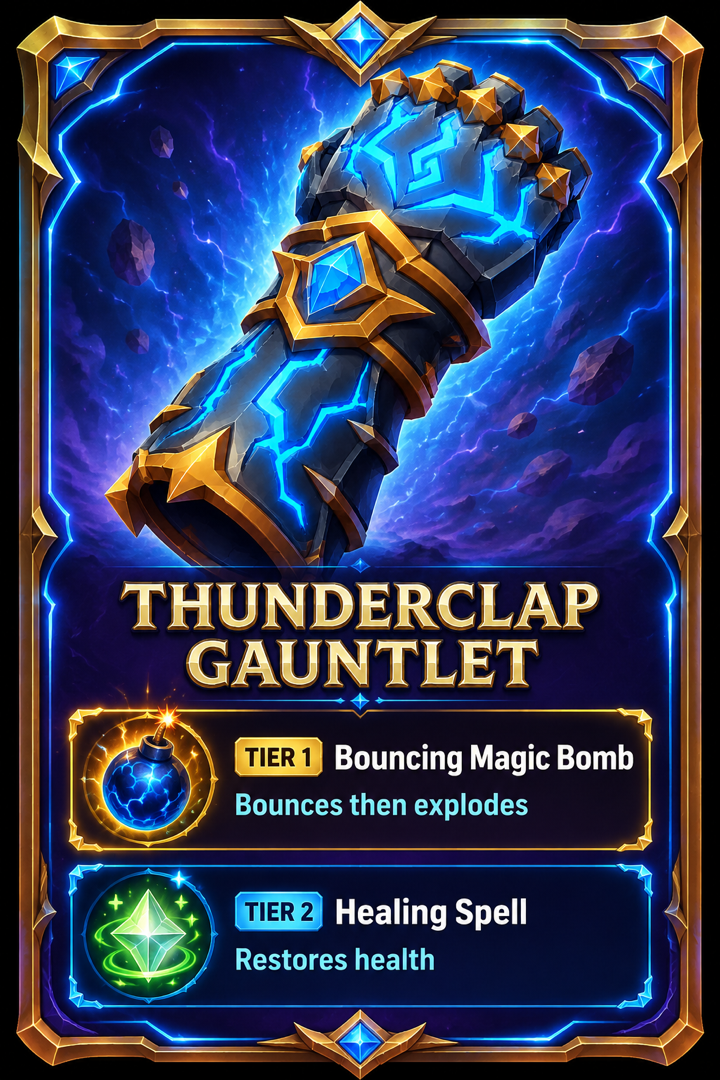 THUNDERCLAP
GAUNTLET
TIER 1 Bouncing Magic Bomb
Bounces then explodes
TIER 2 Healing Spell
Restores health